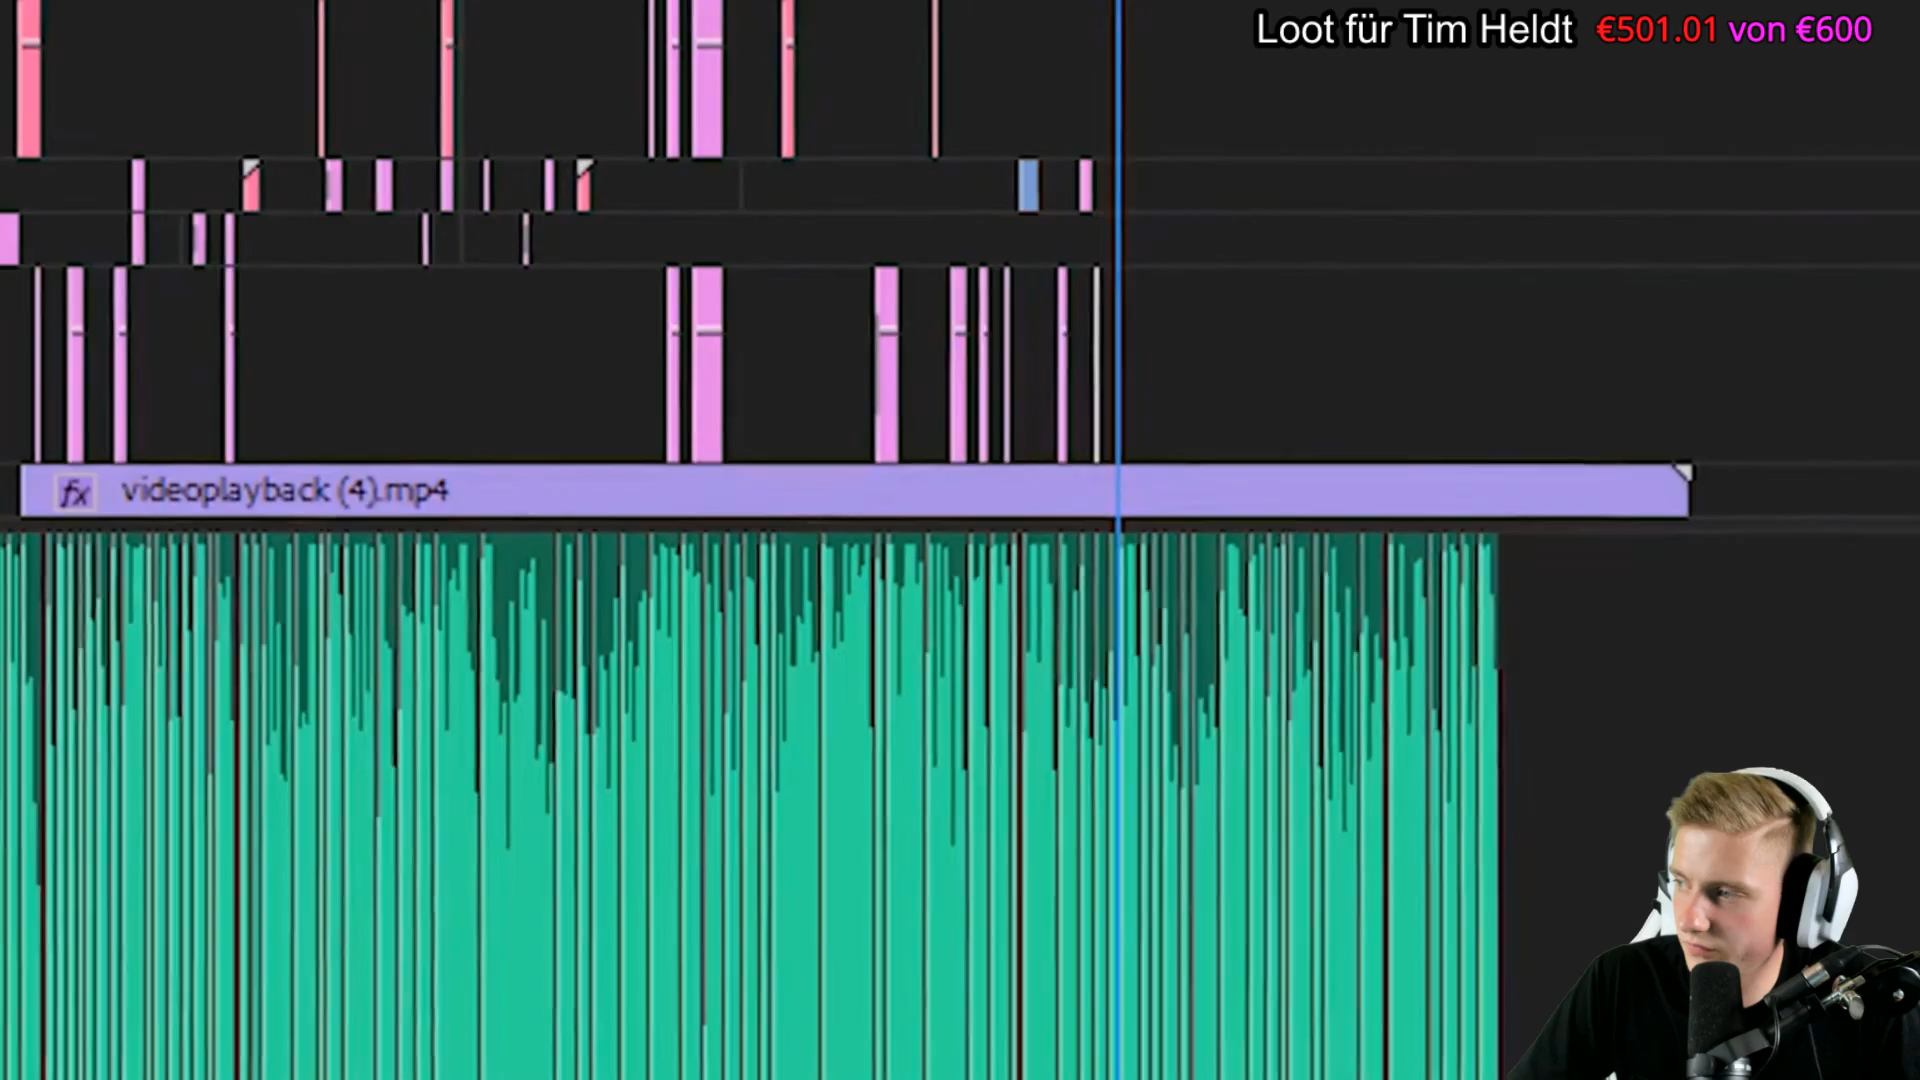 Loot für Tim Heldt €501.01 von €600
fx videoplayback (4).mp4